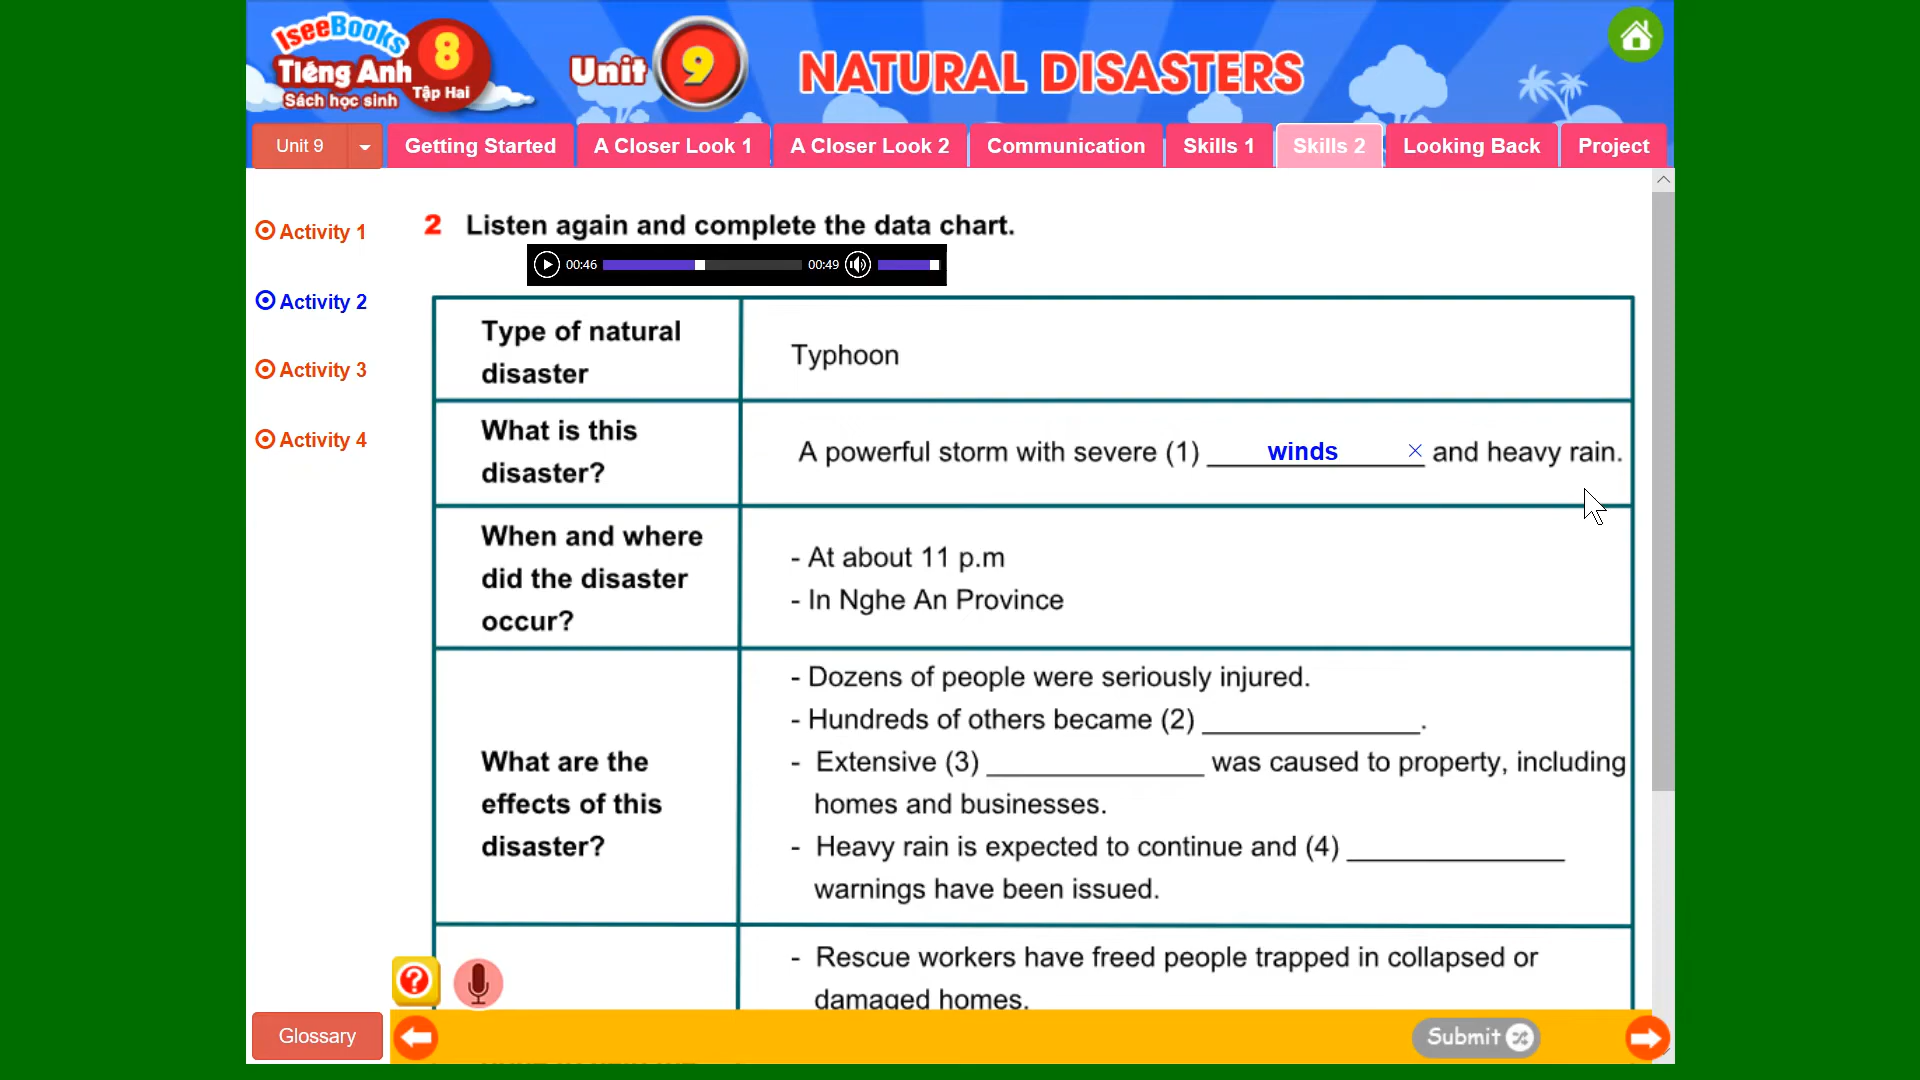 IseeBooks
Tiếng Anh 8
Sách học sinh Tập Hai
Unit 9
NATURAL DISASTERS
Unit 9
Getting Started
A Closer Look 1
A Closer Look 2
Communication
Skills 1
Skills 2
Looking Back
Project
Activity 1
Activity 2
Activity 3
Activity 4
2 Listen again and complete the data chart.
00:46
00:49
Type of natural
disaster
Typhoon
What is this
disaster?
A powerful storm with severe (1) winds × and heavy rain.
When and where
did the disaster
occur?
- At about 11 p.m
- In Nghe An Province
What are the
effects of this
disaster?
- Dozens of people were seriously injured.
- Hundreds of others became (2) ______________.
- Extensive (3) ______________ was caused to property, including
homes and businesses.
- Heavy rain is expected to continue and (4) ______________
warnings have been issued.
- Rescue workers have freed people trapped in collapsed or
damaged homes.
Glossary
Submit